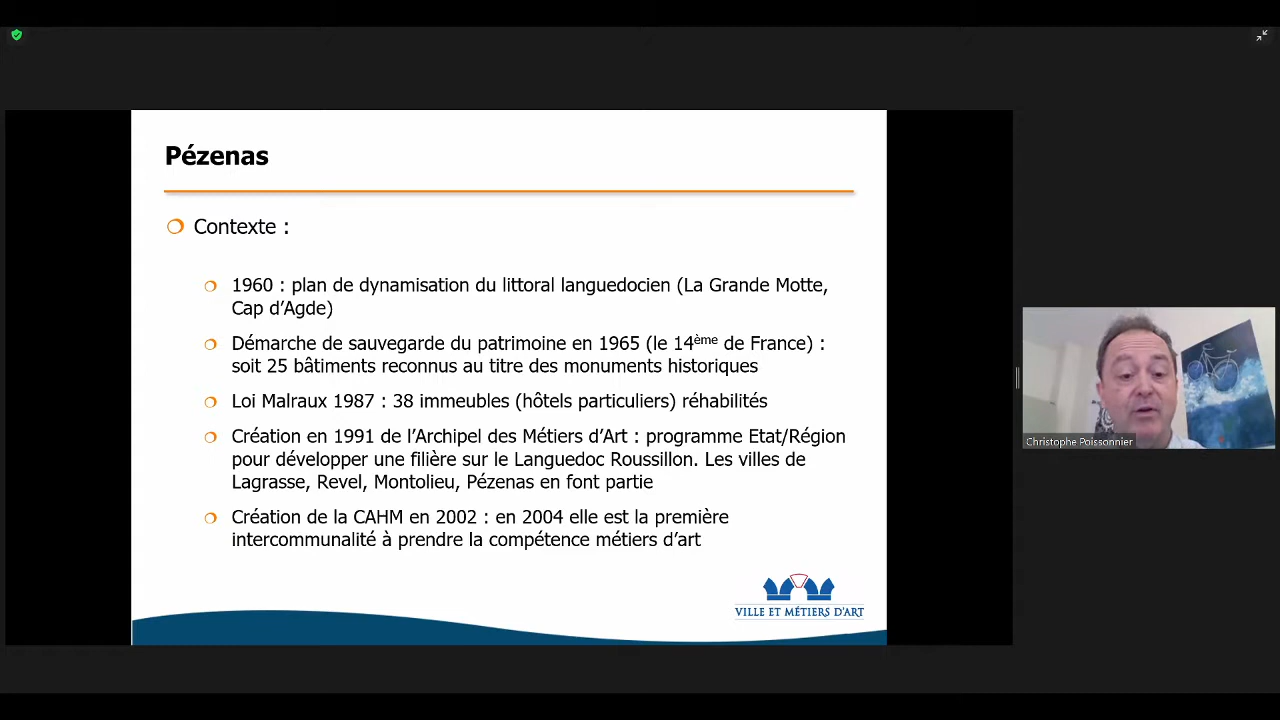 Pézenas
Contexte :
1960 : plan de dynamisation du littoral languedocien (La Grande Motte,
Cap d’Agde)
Démarche de sauvegarde du patrimoine en 1965 (le 14ème de France) :
soit 25 bâtiments reconnus au titre des monuments historiques
Loi Malraux 1987 : 38 immeubles (hôtels particuliers) réhabilités
Création en 1991 de l’Archipel des Métiers d’Art : programme Etat/Région
pour développer une filière sur le Languedoc Roussillon. Les villes de
Lagrasse, Revel, Montolieu, Pézenas en font partie
Création de la CAHM en 2002 : en 2004 elle est la première
intercommunalité à prendre la compétence métiers d’art
VILLE ET MÉTIERS D’ART
Christophe Poissonnier